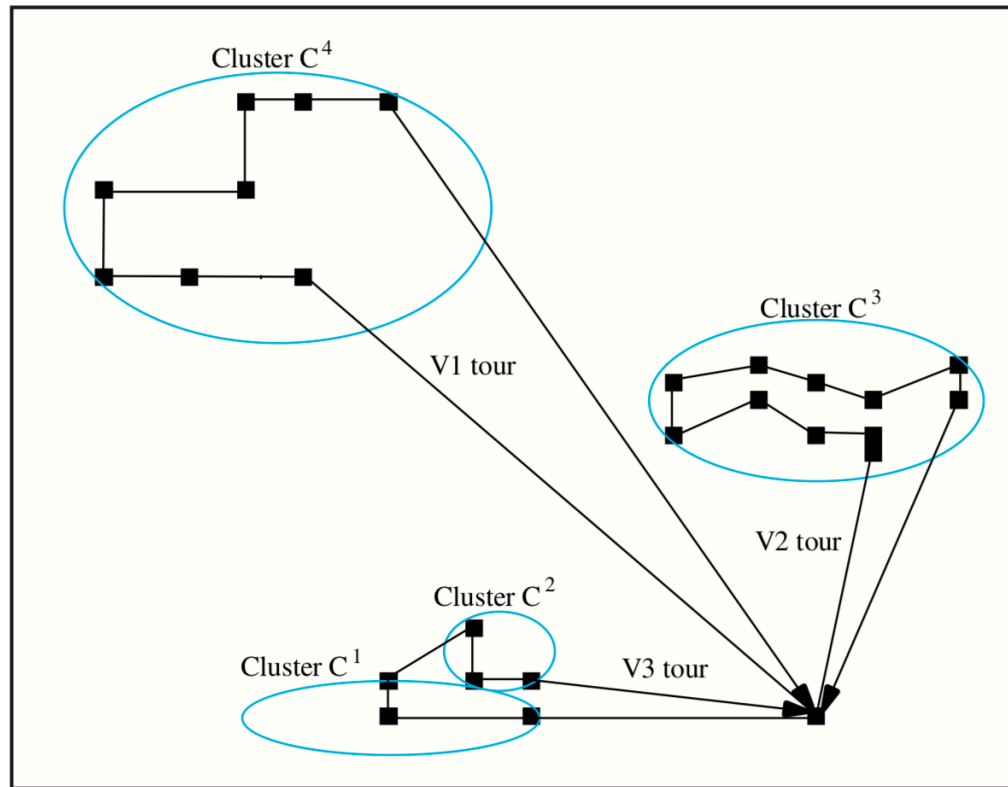 Cluster C⁴
Cluster C³
V1 tour
V2 tour
Cluster C²
Cluster C¹
V3 tour